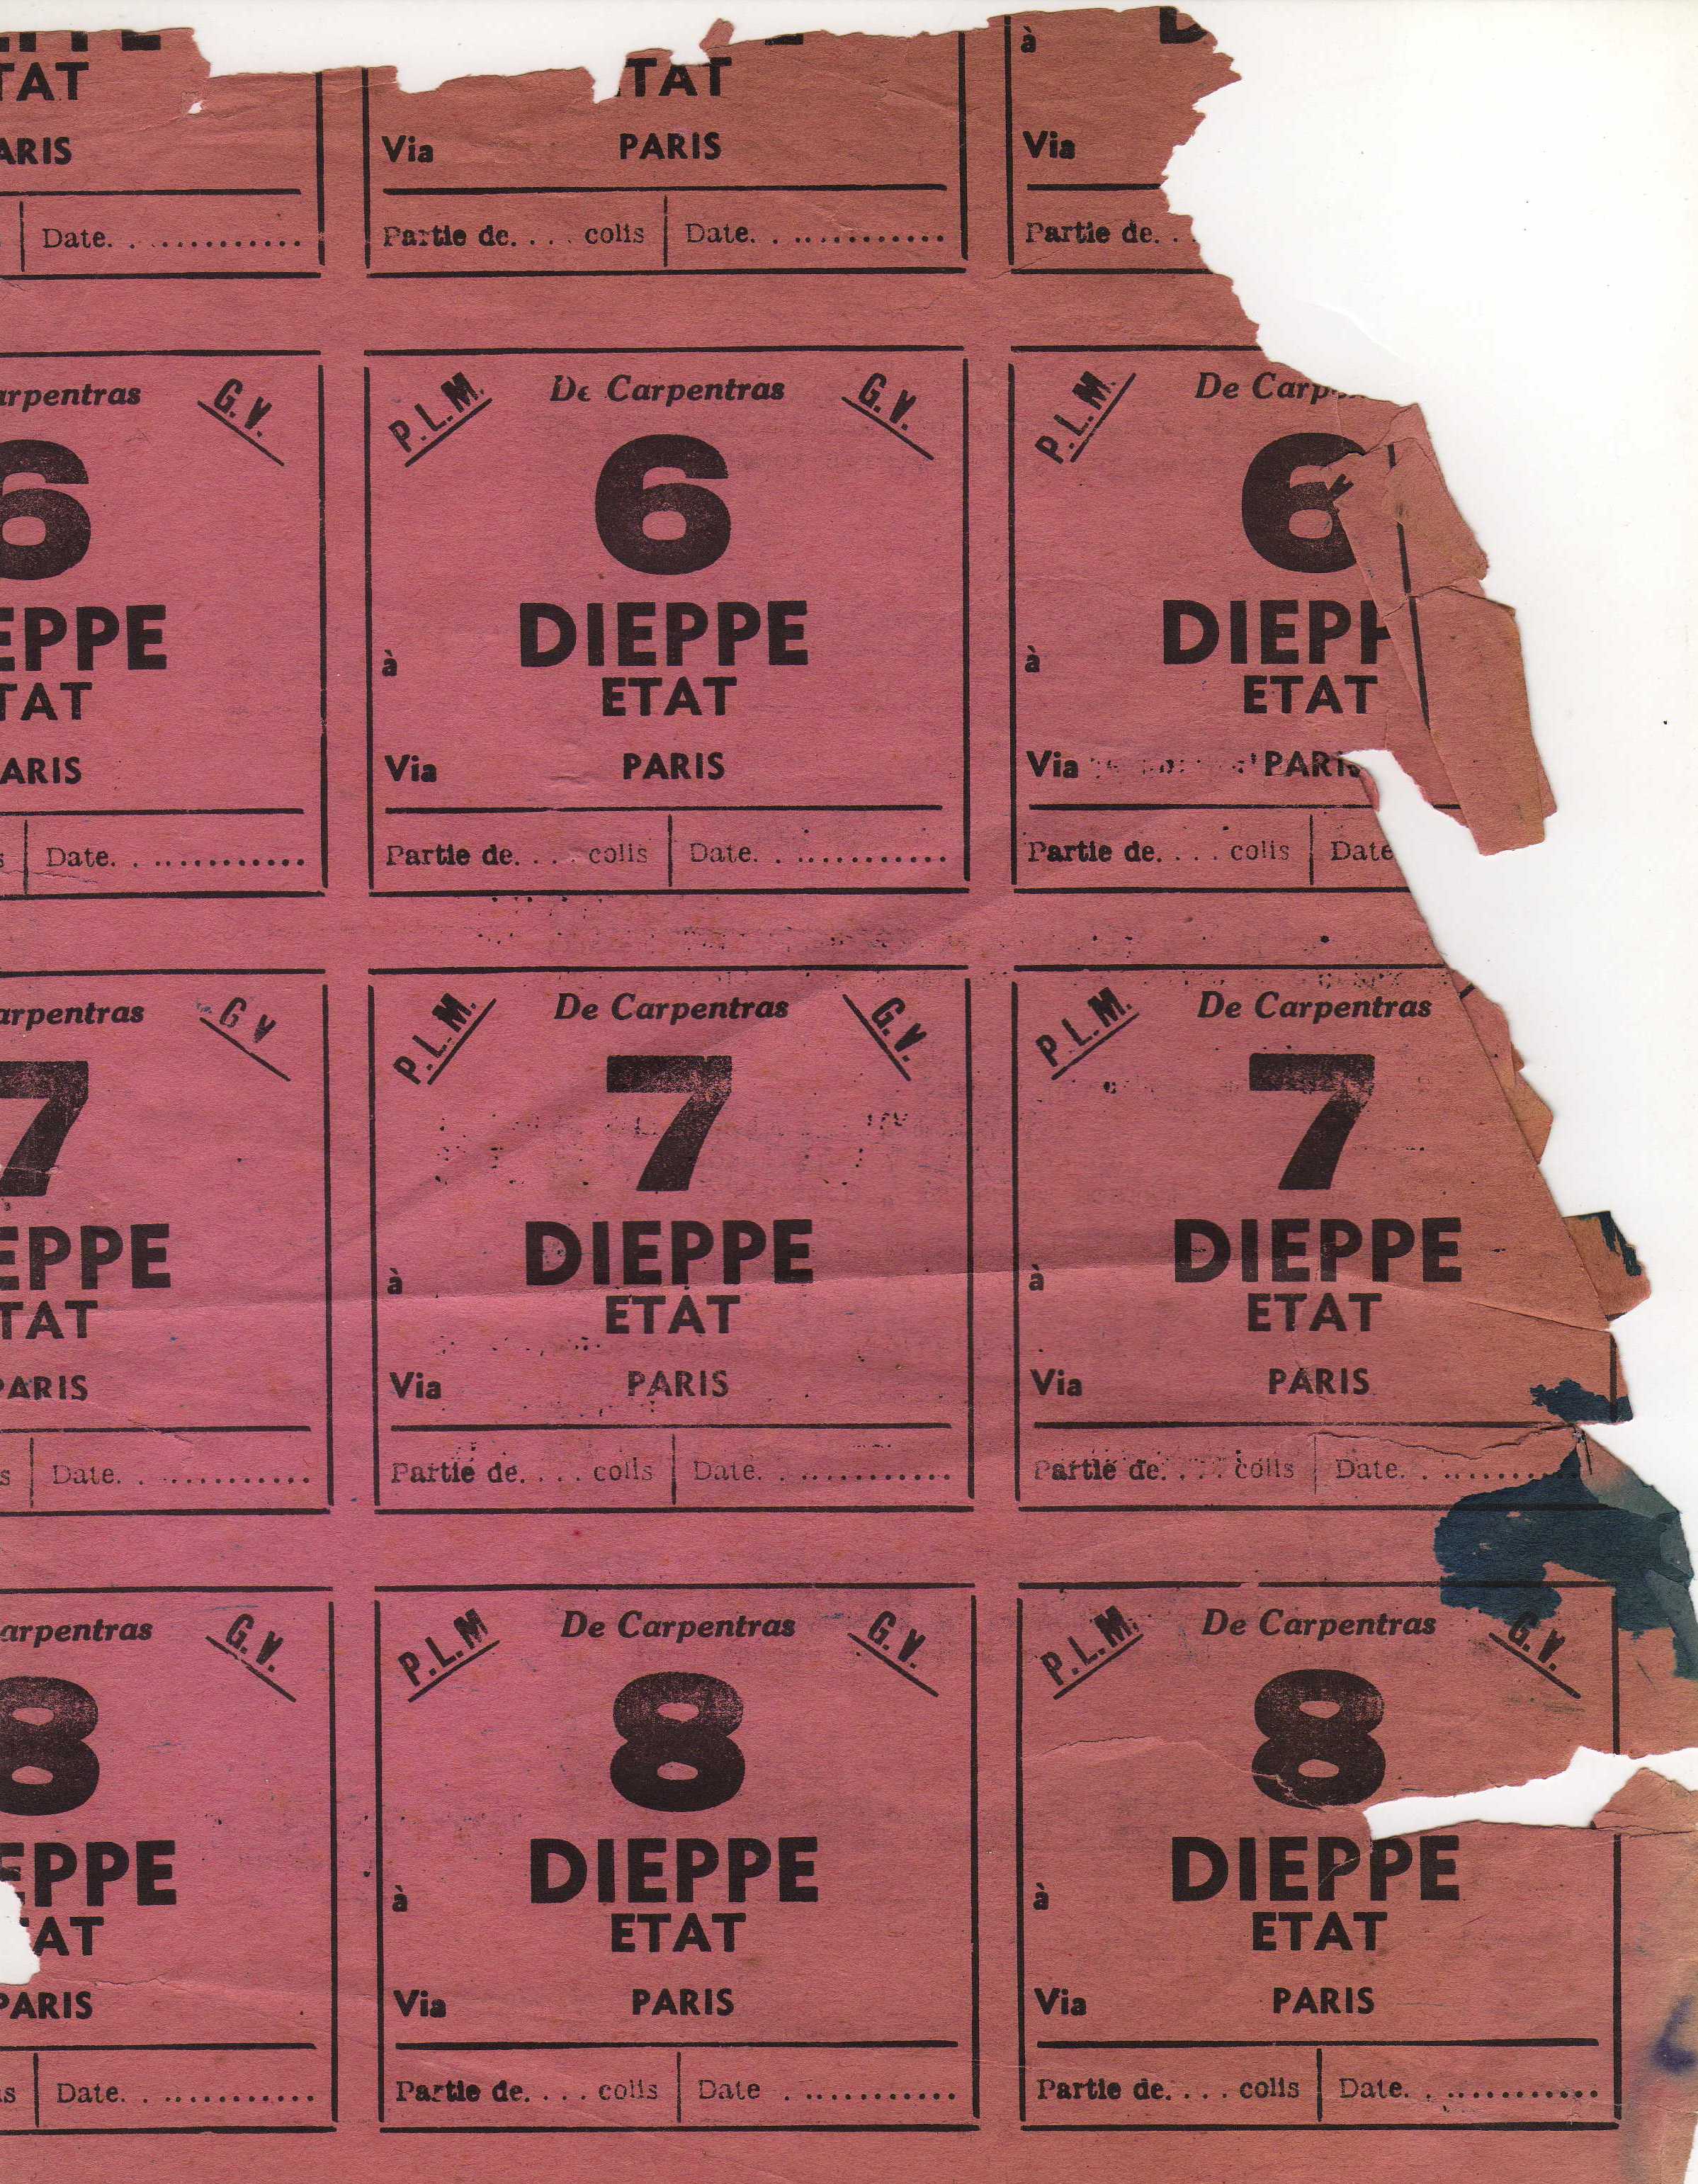 TAT
ARIS
Date. . ............
TAT
Via PARIS
Partie de. . . . colis Date. . ............
à D
Via
Partie de. . .
arpentras G.V.
6
EPPE
TAT
ARIS
s Date. . ............
P.L.M. De Carpentras G.V.
6
à DIEPPE
ETAT
Via PARIS
Partie de. . . . colis Date. . ............
P.L.M De Carp
6
à DIEPP
ETAT
Via PARIS
Partie de. . . . colis Date
arpentras G V
7
EPPE
TAT
PARIS
s Date. . ............
P.L.M. De Carpentras G.V.
7
à DIEPPE
ETAT
Via PARIS
Partie de. . . . colis Date. . ............
P.L.M. De Carpentras
7
à DIEPPE
ETAT
Via PARIS
Partie de. . . . colis Date. . ............
arpentras G.V.
8
EPPE
TAT
PARIS
s Date. . ............
P.L.M De Carpentras G.V.
8
à DIEPPE
ETAT
Via PARIS
Partie de. . . . colis Date . ............
P.L.M. De Carpentras G.V.
8
à DIEPPE
ETAT
Via PARIS
Partie de. . . . colis Date. . ............